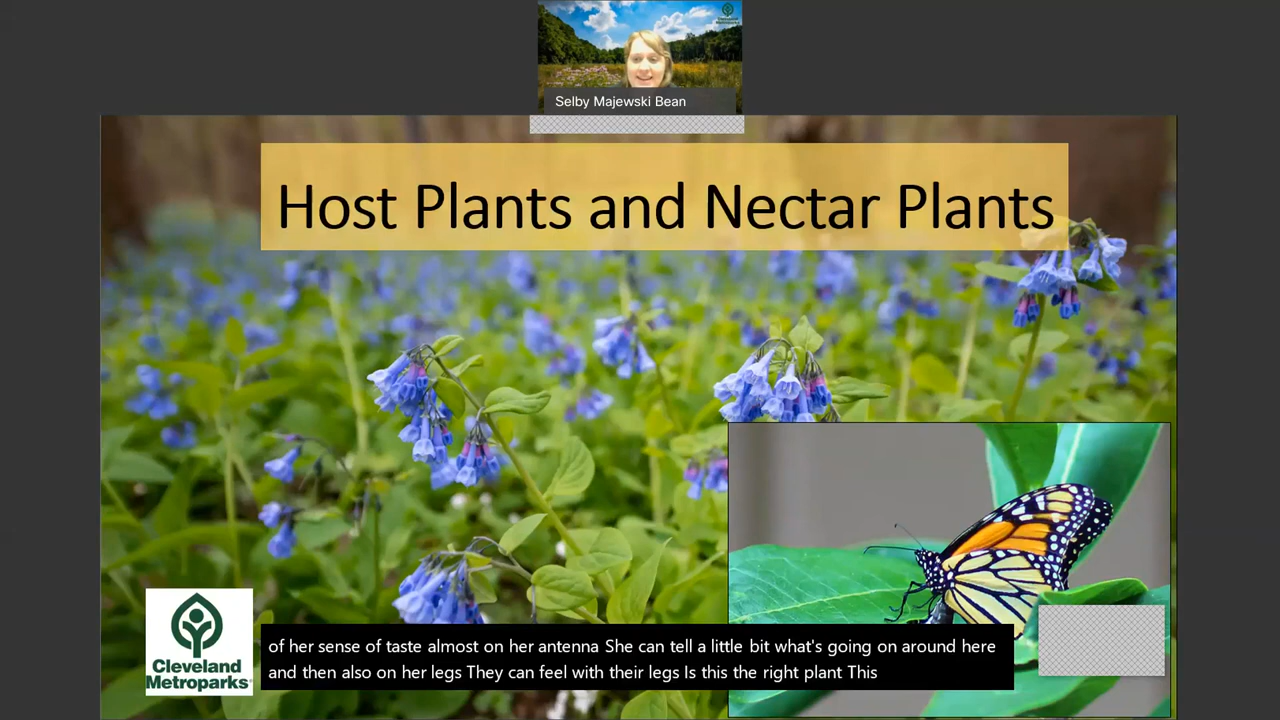 Cleveland
Metroparks
Selby Majewski Bean
Host Plants and Nectar Plants
Cleveland
Metroparks
of her sense of taste almost on her antenna She can tell a little bit what's going on around here
and then also on her legs They can feel with their legs Is this the right plant This